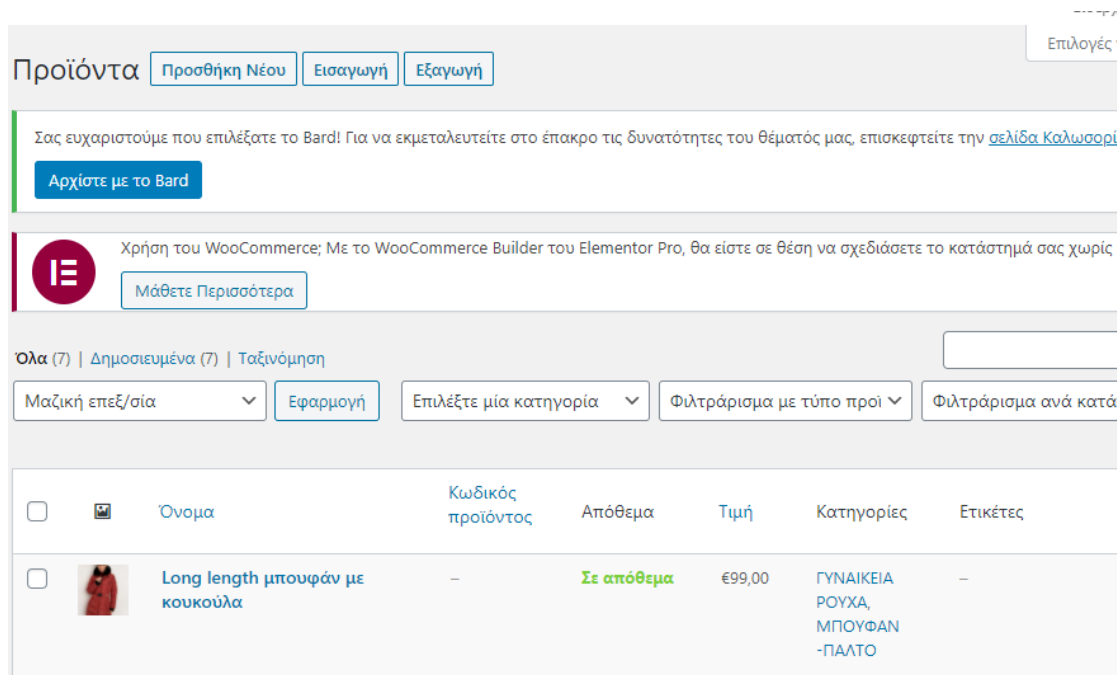 Επιλογές
Προϊόντα Προσθήκη Νέου Εισαγωγή Εξαγωγή
Σας ευχαριστούμε που επιλέξατε το Bard! Για να εκμεταλευτείτε στο έπακρο τις δυνατότητες του θέματός μας, επισκεφτείτε την σελίδα Καλωσορί
Αρχίστε με το Bard
Χρήση του WooCommerce; Με το WooCommerce Builder του Elementor Pro, θα είστε σε θέση να σχεδιάσετε το κατάστημά σας χωρίς
Μάθετε Περισσότερα
Όλα (7) | Δημοσιευμένα (7) | Ταξινόμηση
Μαζική επεξ/σία Εφαρμογή Επιλέξτε μία κατηγορία Φιλτράρισμα με τύπο προϊ Φιλτράρισμα ανά κατά
Όνομα Κωδικός προϊόντος Απόθεμα Τιμή Κατηγορίες Ετικέτες
Long length μπουφάν με – Σε απόθεμα €99,00 ΓΥΝΑΙΚΕΙΑ –
κουκούλα ΡΟΥΧΑ,
ΜΠΟΥΦΑΝ
-ΠΑΛΤΟ